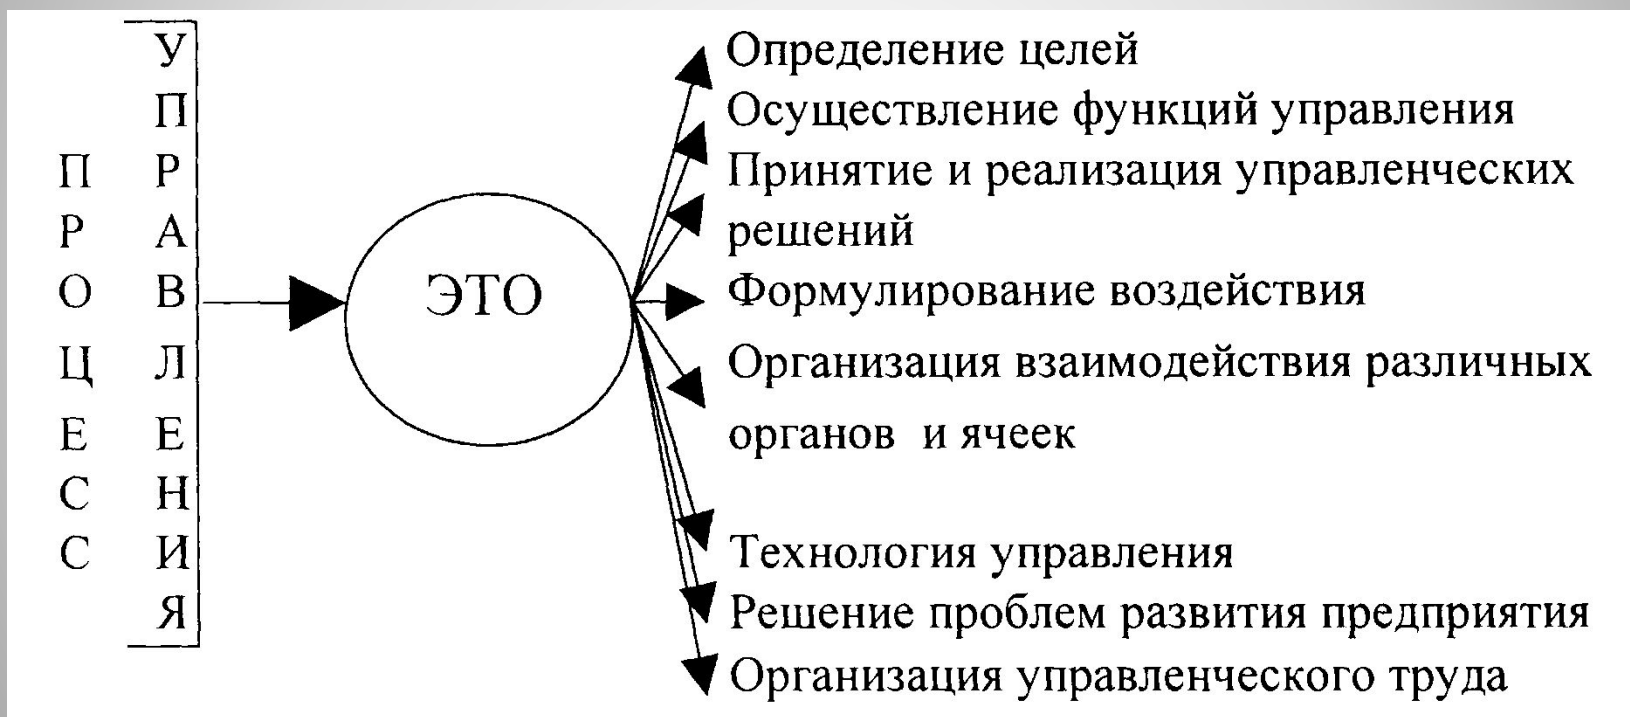 ПРОЦЕСС
УПРАВЛЕНИЯ
ЭТО
Определение целей
Осуществление функций управления
Принятие и реализация управленческих
решений
Формулирование воздействия
Организация взаимодействия различных
органов и ячеек
Технология управления
Решение проблем развития предприятия
Организация управленческого труда